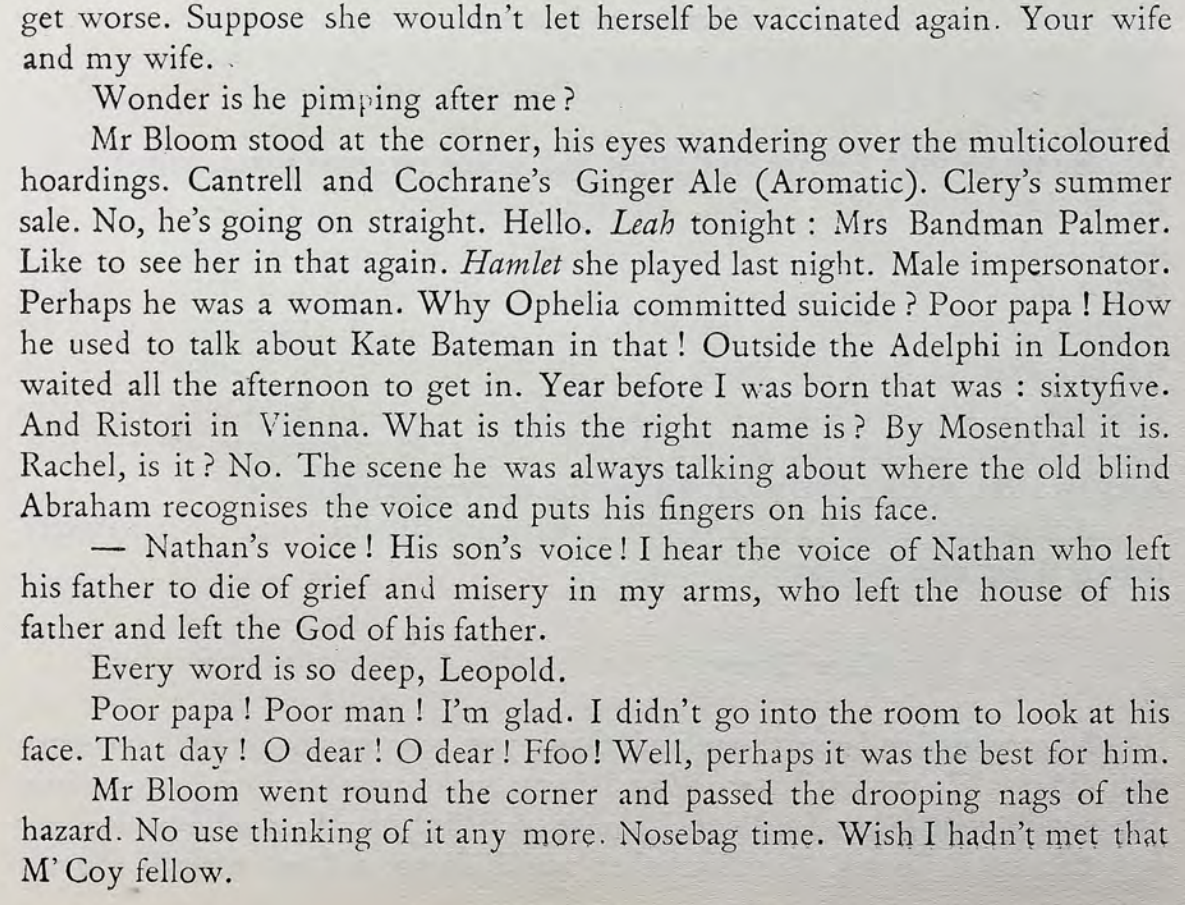 get worse. Suppose she wouldn't let herself be vaccinated again. Your wife
and my wife.
Wonder is he pimping after me ?
Mr Bloom stood at the corner, his eyes wandering over the multicoloured
hoardings. Cantrell and Cochrane's Ginger Ale (Aromatic). Clery's summer
sale. No, he's going on straight. Hello. Leah tonight : Mrs Bandman Palmer.
Like to see her in that again. Hamlet she played last night. Male impersonator.
Perhaps he was a woman. Why Ophelia committed suicide ? Poor papa ! How
he used to talk about Kate Bateman in that ! Outside the Adelphi in London
waited all the afternoon to get in. Year before I was born that was : sixtyfive.
And Ristori in Vienna. What is this the right name is ? By Mosenthal it is.
Rachel, is it ? No. The scene he was always talking about where the old blind
Abraham recognises the voice and puts his fingers on his face.
— Nathan's voice ! His son's voice ! I hear the voice of Nathan who left
his father to die of grief and misery in my arms, who left the house of his
father and left the God of his father.
Every word is so deep, Leopold.
Poor papa ! Poor man ! I'm glad. I didn't go into the room to look at his
face. That day ! O dear ! O dear ! Ffoo! Well, perhaps it was the best for him.
Mr Bloom went round the corner and passed the drooping nags of the
hazard. No use thinking of it any more. Nosebag time. Wish I hadn't met that
M' Coy fellow.